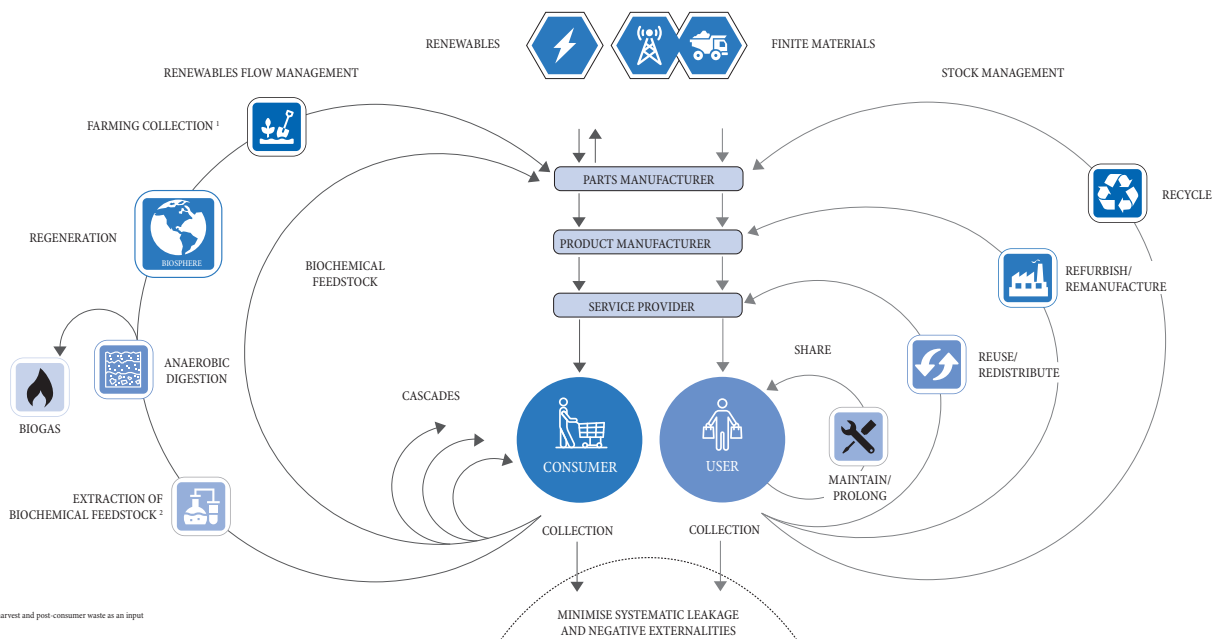 RENEWABLES
FINITE MATERIALS
RENEWABLES FLOW MANAGEMENT
STOCK MANAGEMENT
FARMING COLLECTION ¹
PARTS MANUFACTURER
RECYCLE
REGENERATION
BIOSPHERE
PRODUCT MANUFACTURER
BIOCHEMICAL
FEEDSTOCK
REFURBISH/
REMANUFACTURE
SERVICE PROVIDER
ANAEROBIC
DIGESTION
SHARE
REUSE/
REDISTRIBUTE
BIOGAS
CASCADES
CONSUMER
USER
MAINTAIN/
PROLONG
EXTRACTION OF
BIOCHEMICAL FEEDSTOCK ²
COLLECTION
COLLECTION
MINIMISE SYSTEMATIC LEAKAGE
AND NEGATIVE EXTERNALITIES
and post-consumer waste as an input